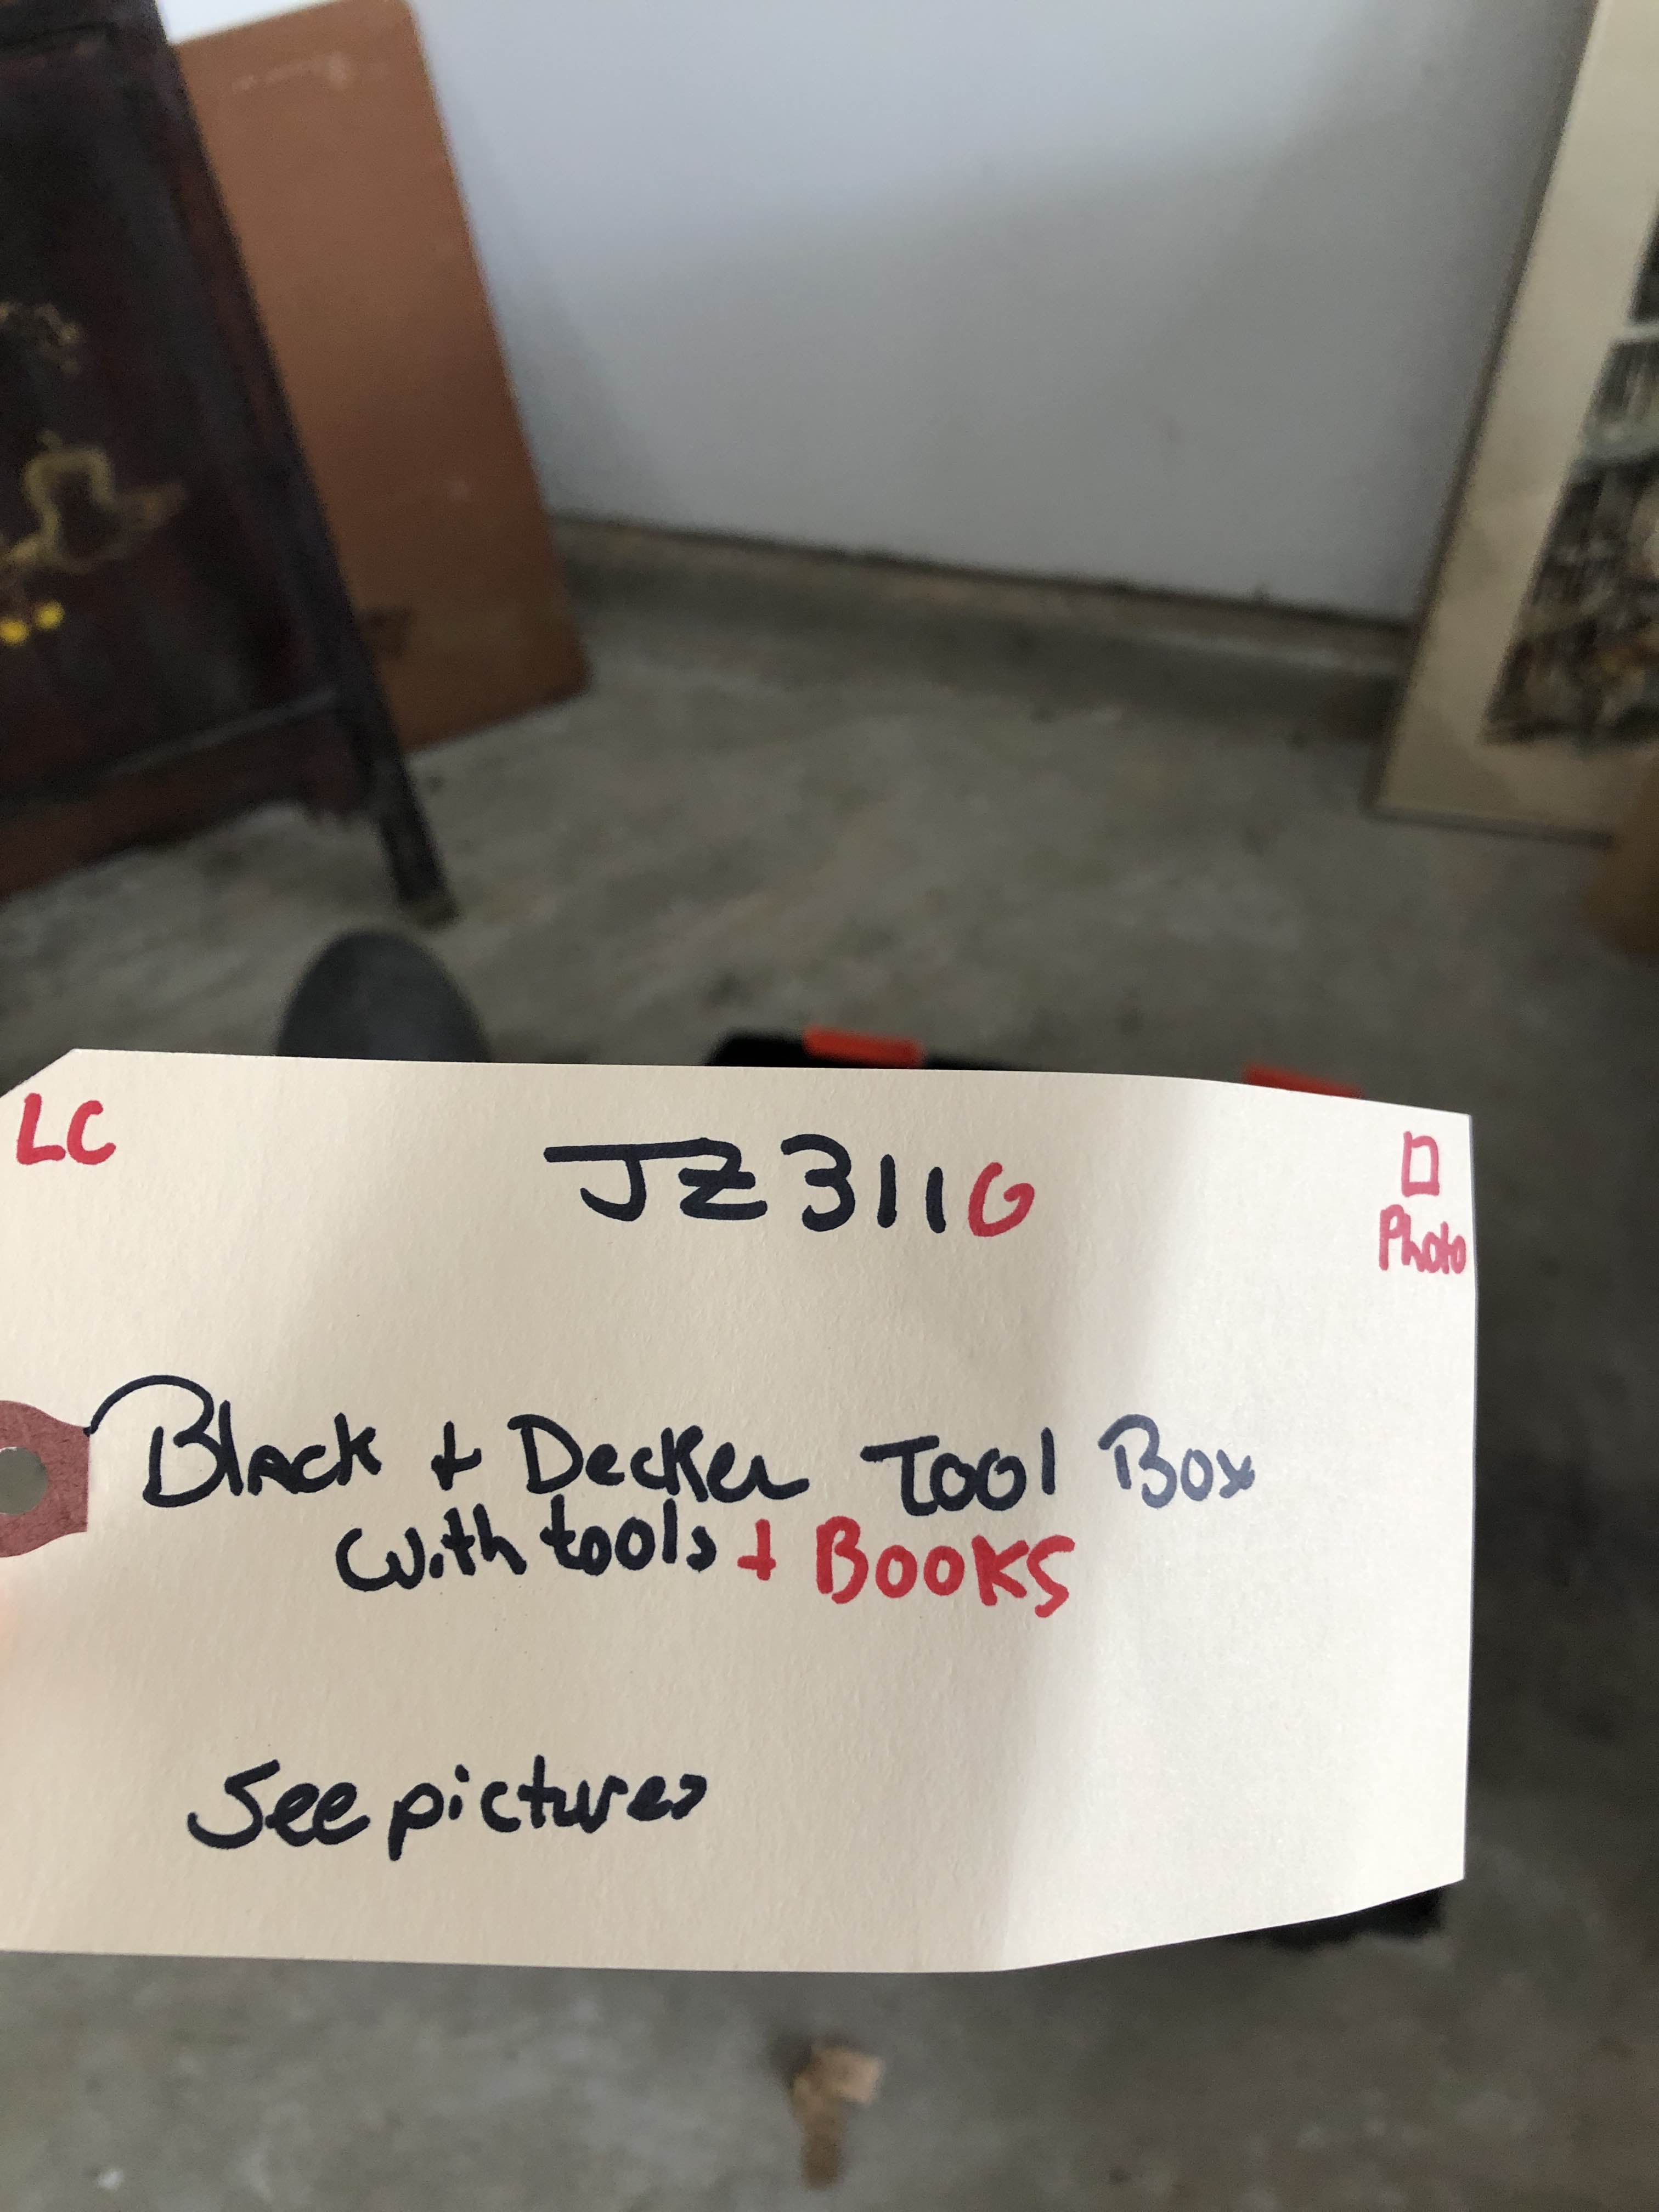 LC
JZ311G
Photo
Black + Decker Tool Box
with tools + Books
See pictures